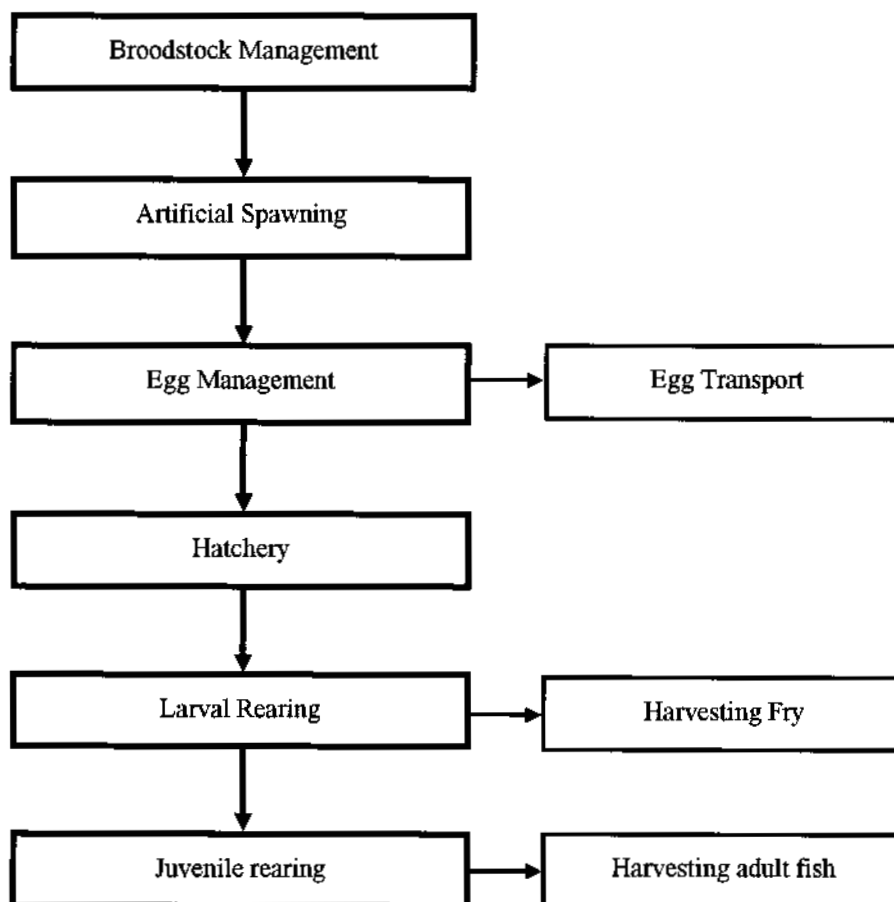 Broodstock Management
Artificial Spawning
Egg Management
Egg Transport
Hatchery
Larval Rearing
Harvesting Fry
Juvenile rearing
Harvesting adult fish